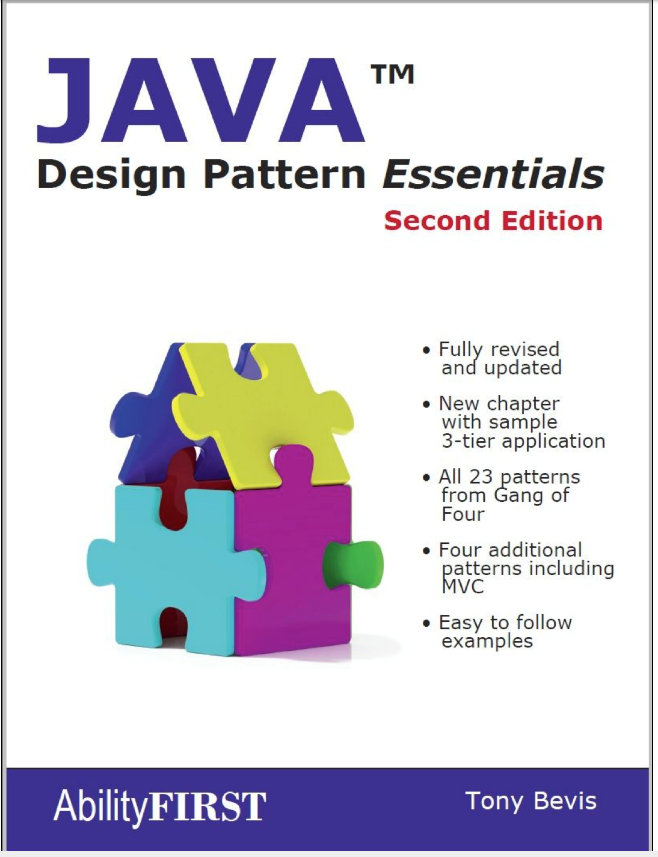 JAVA™
Design Pattern Essentials
Second Edition
• Fully revised
and updated
• New chapter
with sample
3-tier application
• All 23 patterns
from Gang of
Four
• Four additional
patterns including
MVC
• Easy to follow
examples
AbilityFIRST
Tony Bevis